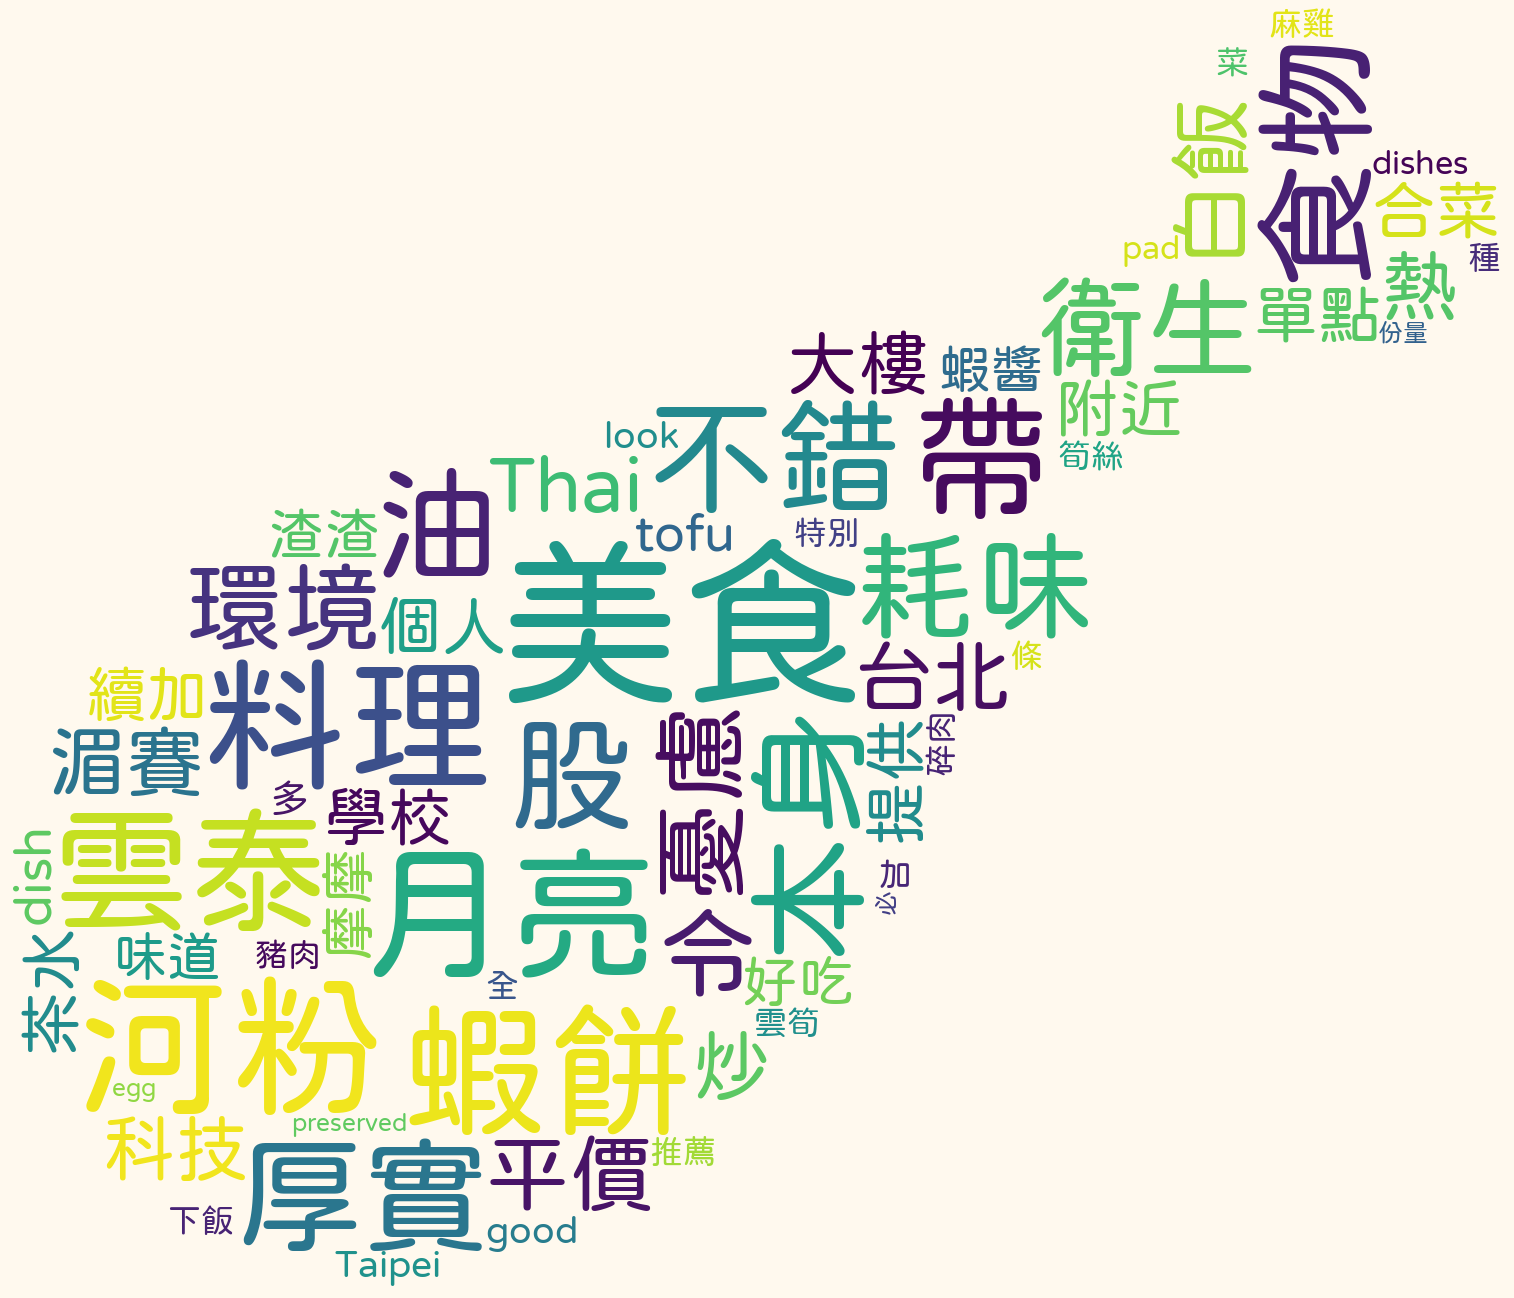 麻雞
菜
食物
白飯
dishes
合菜
pad
種
熱
衛生
單點
份量
大樓
蝦醬
附近
look
不錯
帶
筍絲
Thai
油
tofu
特別
渣渣
美食
耗味
環境
個人
台北
條
續加
料理
股
憂慮
本身
提供
碎肉
湄賽
多
學校
雲泰
dish
摩摩
月亮
加
必
令
茶水
味道
豬肉
全
好吃
雲筍
河粉
蝦餅
炒
egg
preserved
科技
平價
推薦
厚實
下飯
good
Taipei